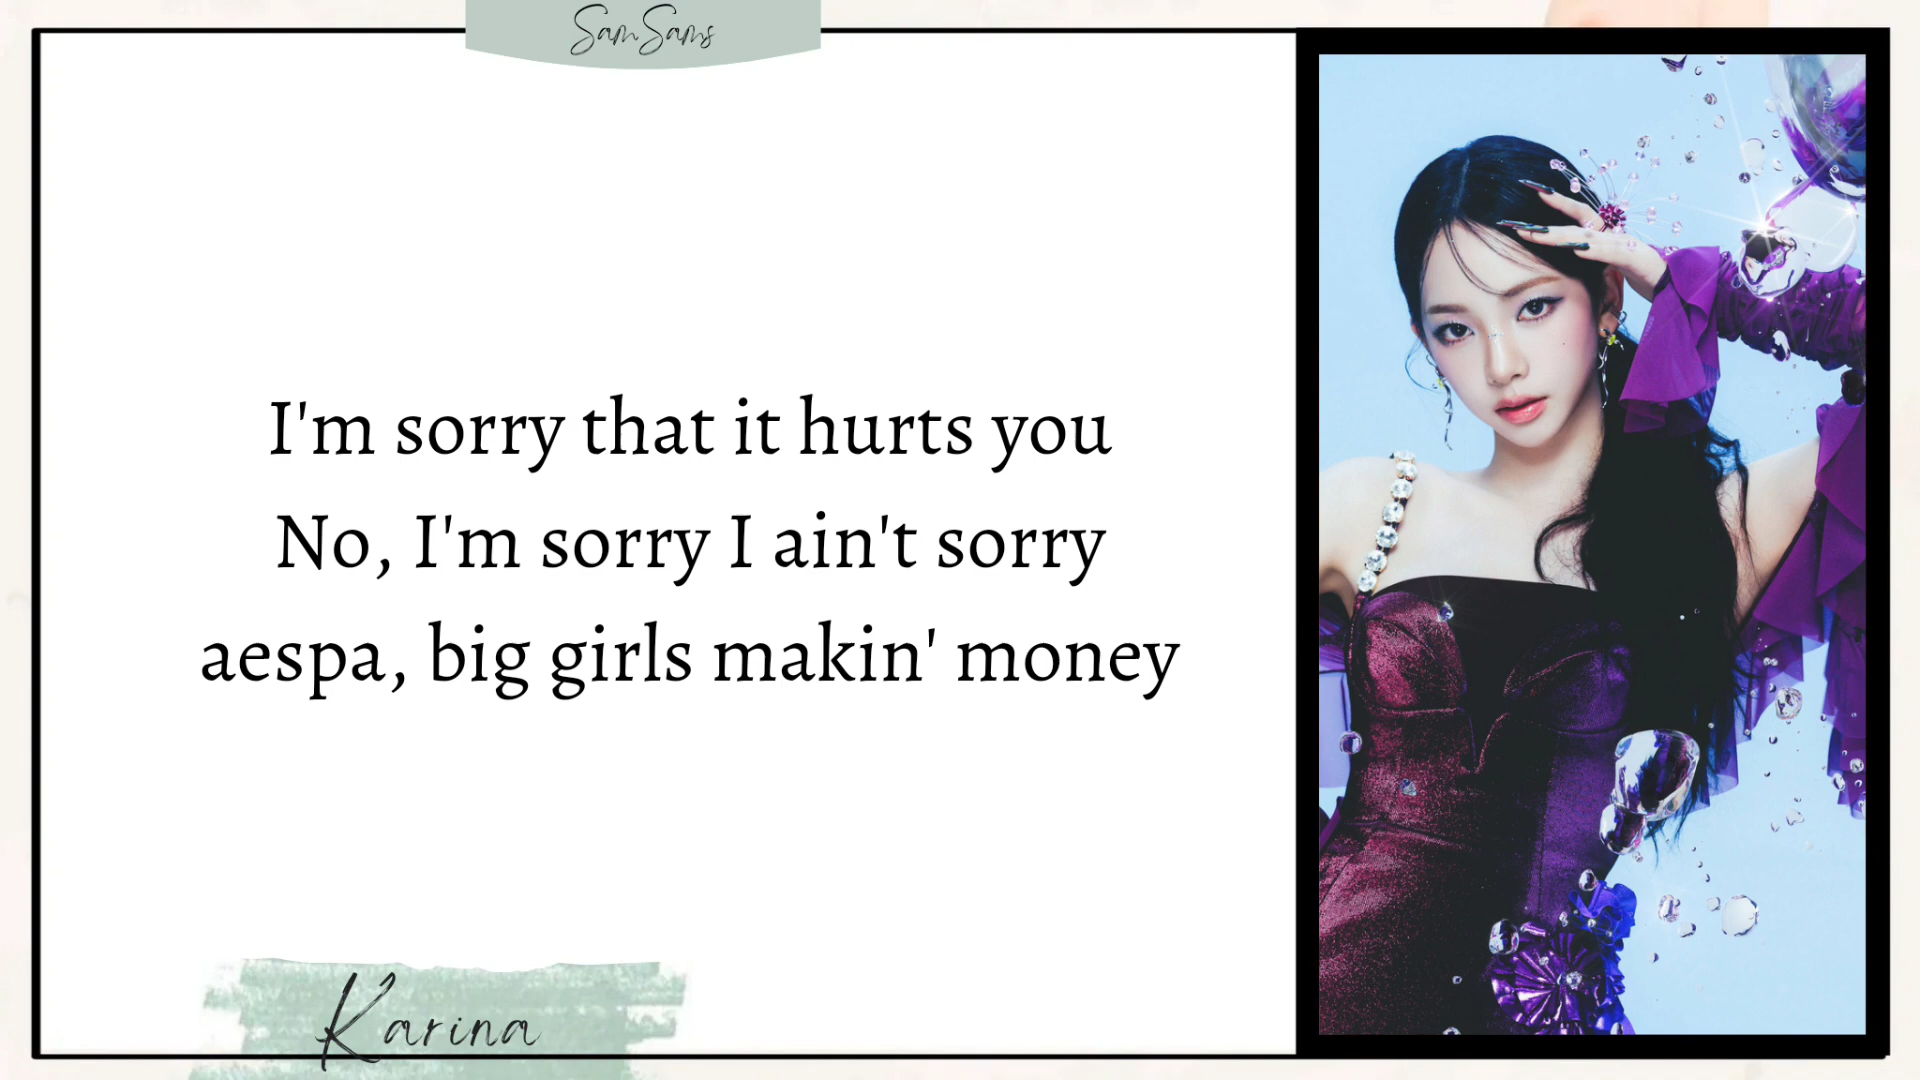 SamSams
I'm sorry that it hurts you
No, I'm sorry I ain't sorry
aespa, big girls makin' money
Karina